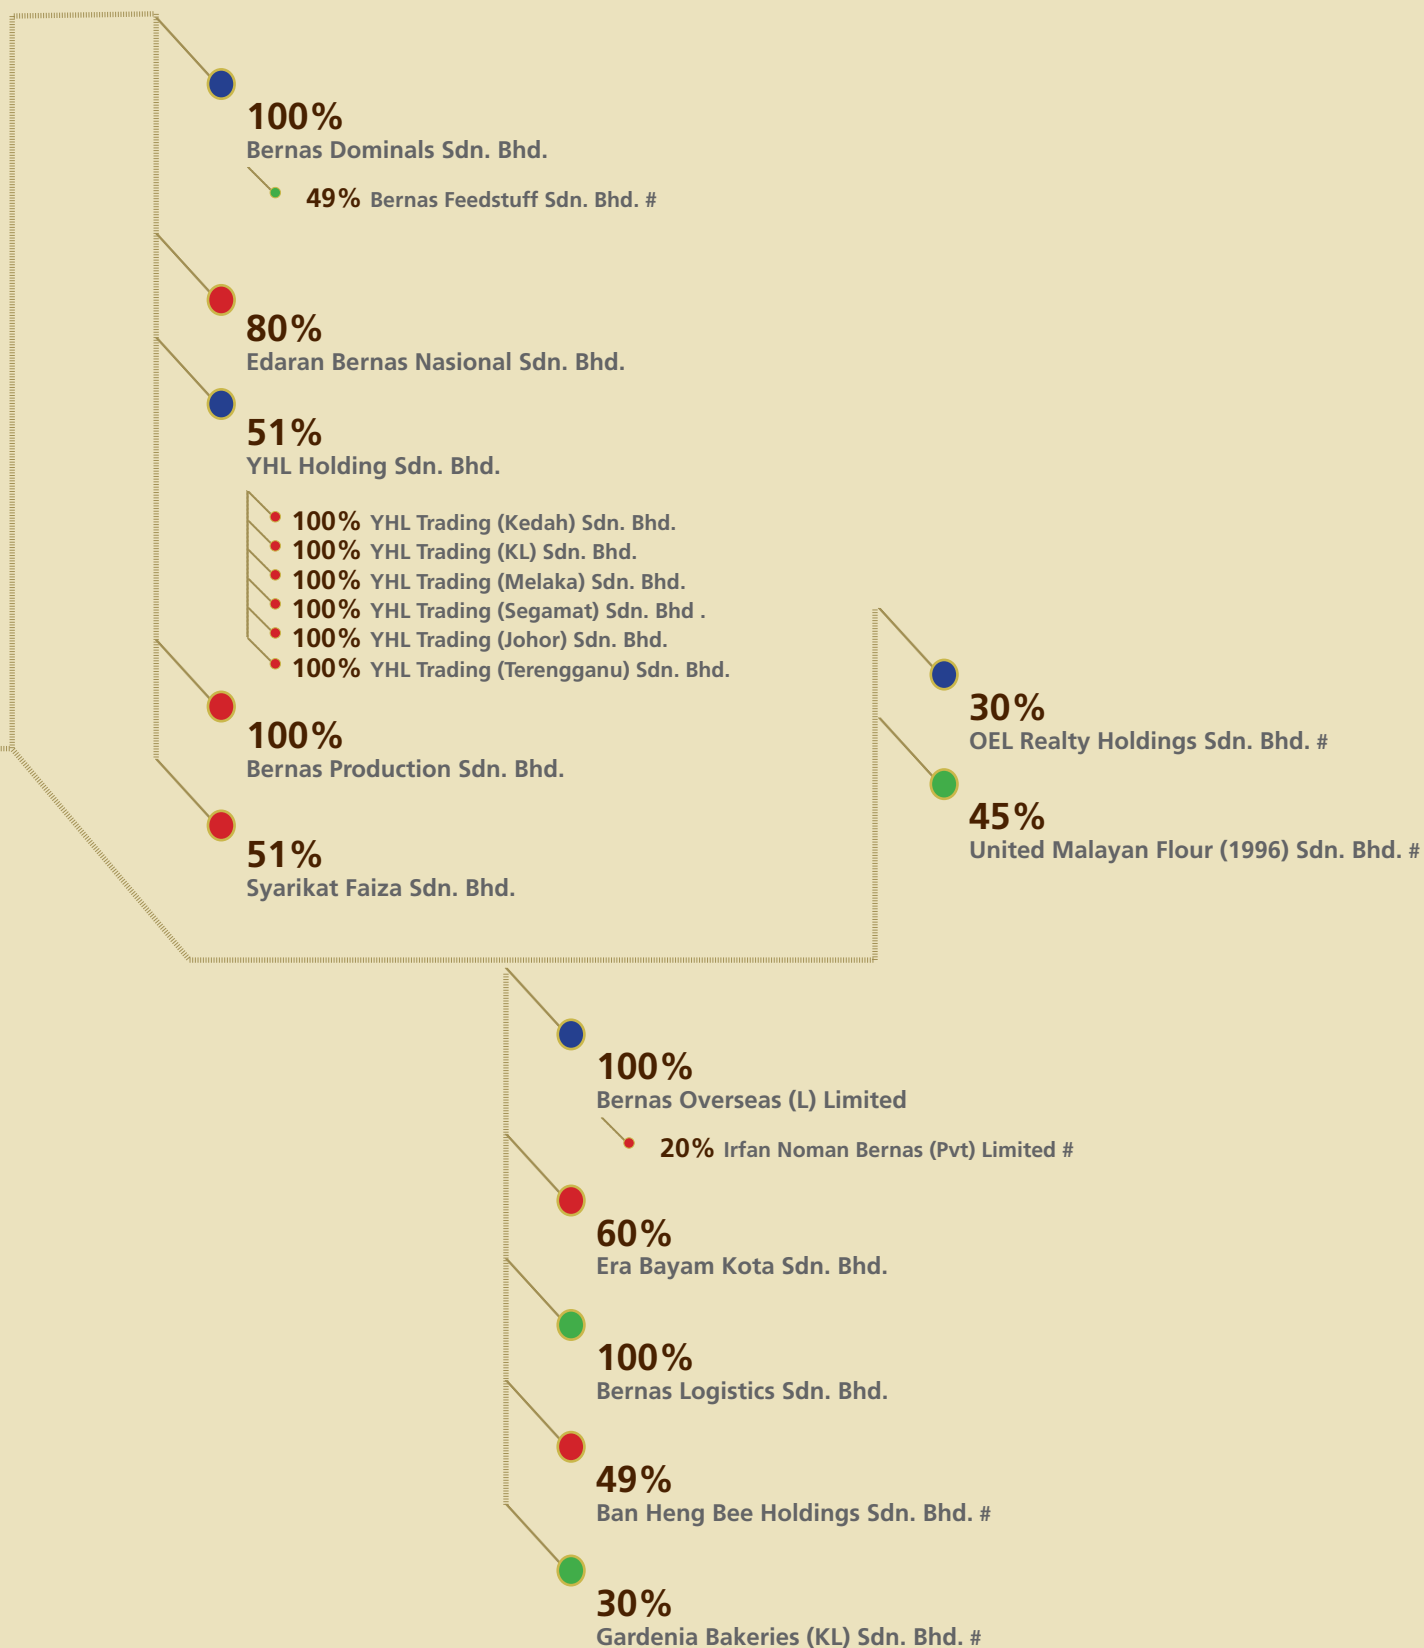 100%
Bernas Dominals Sdn. Bhd.
49% Bernas Feedstuff Sdn. Bhd. #
80%
Edaran Bernas Nasional Sdn. Bhd.
51%
YHL Holding Sdn. Bhd.
100% YHL Trading (Kedah) Sdn. Bhd.
100% YHL Trading (KL) Sdn. Bhd.
100% YHL Trading (Melaka) Sdn. Bhd.
100% YHL Trading (Segamat) Sdn. Bhd .
100% YHL Trading (Johor) Sdn. Bhd.
100% YHL Trading (Terengganu) Sdn. Bhd.
100%
Bernas Production Sdn. Bhd.
51%
Syarikat Faiza Sdn. Bhd.
30%
OEL Realty Holdings Sdn. Bhd. #
45%
United Malayan Flour (1996) Sdn. Bhd. #
100%
Bernas Overseas (L) Limited
20% Irfan Noman Bernas (Pvt) Limited #
60%
Era Bayam Kota Sdn. Bhd.
100%
Bernas Logistics Sdn. Bhd.
49%
Ban Heng Bee Holdings Sdn. Bhd. #
30%
Gardenia Bakeries (KL) Sdn. Bhd. #